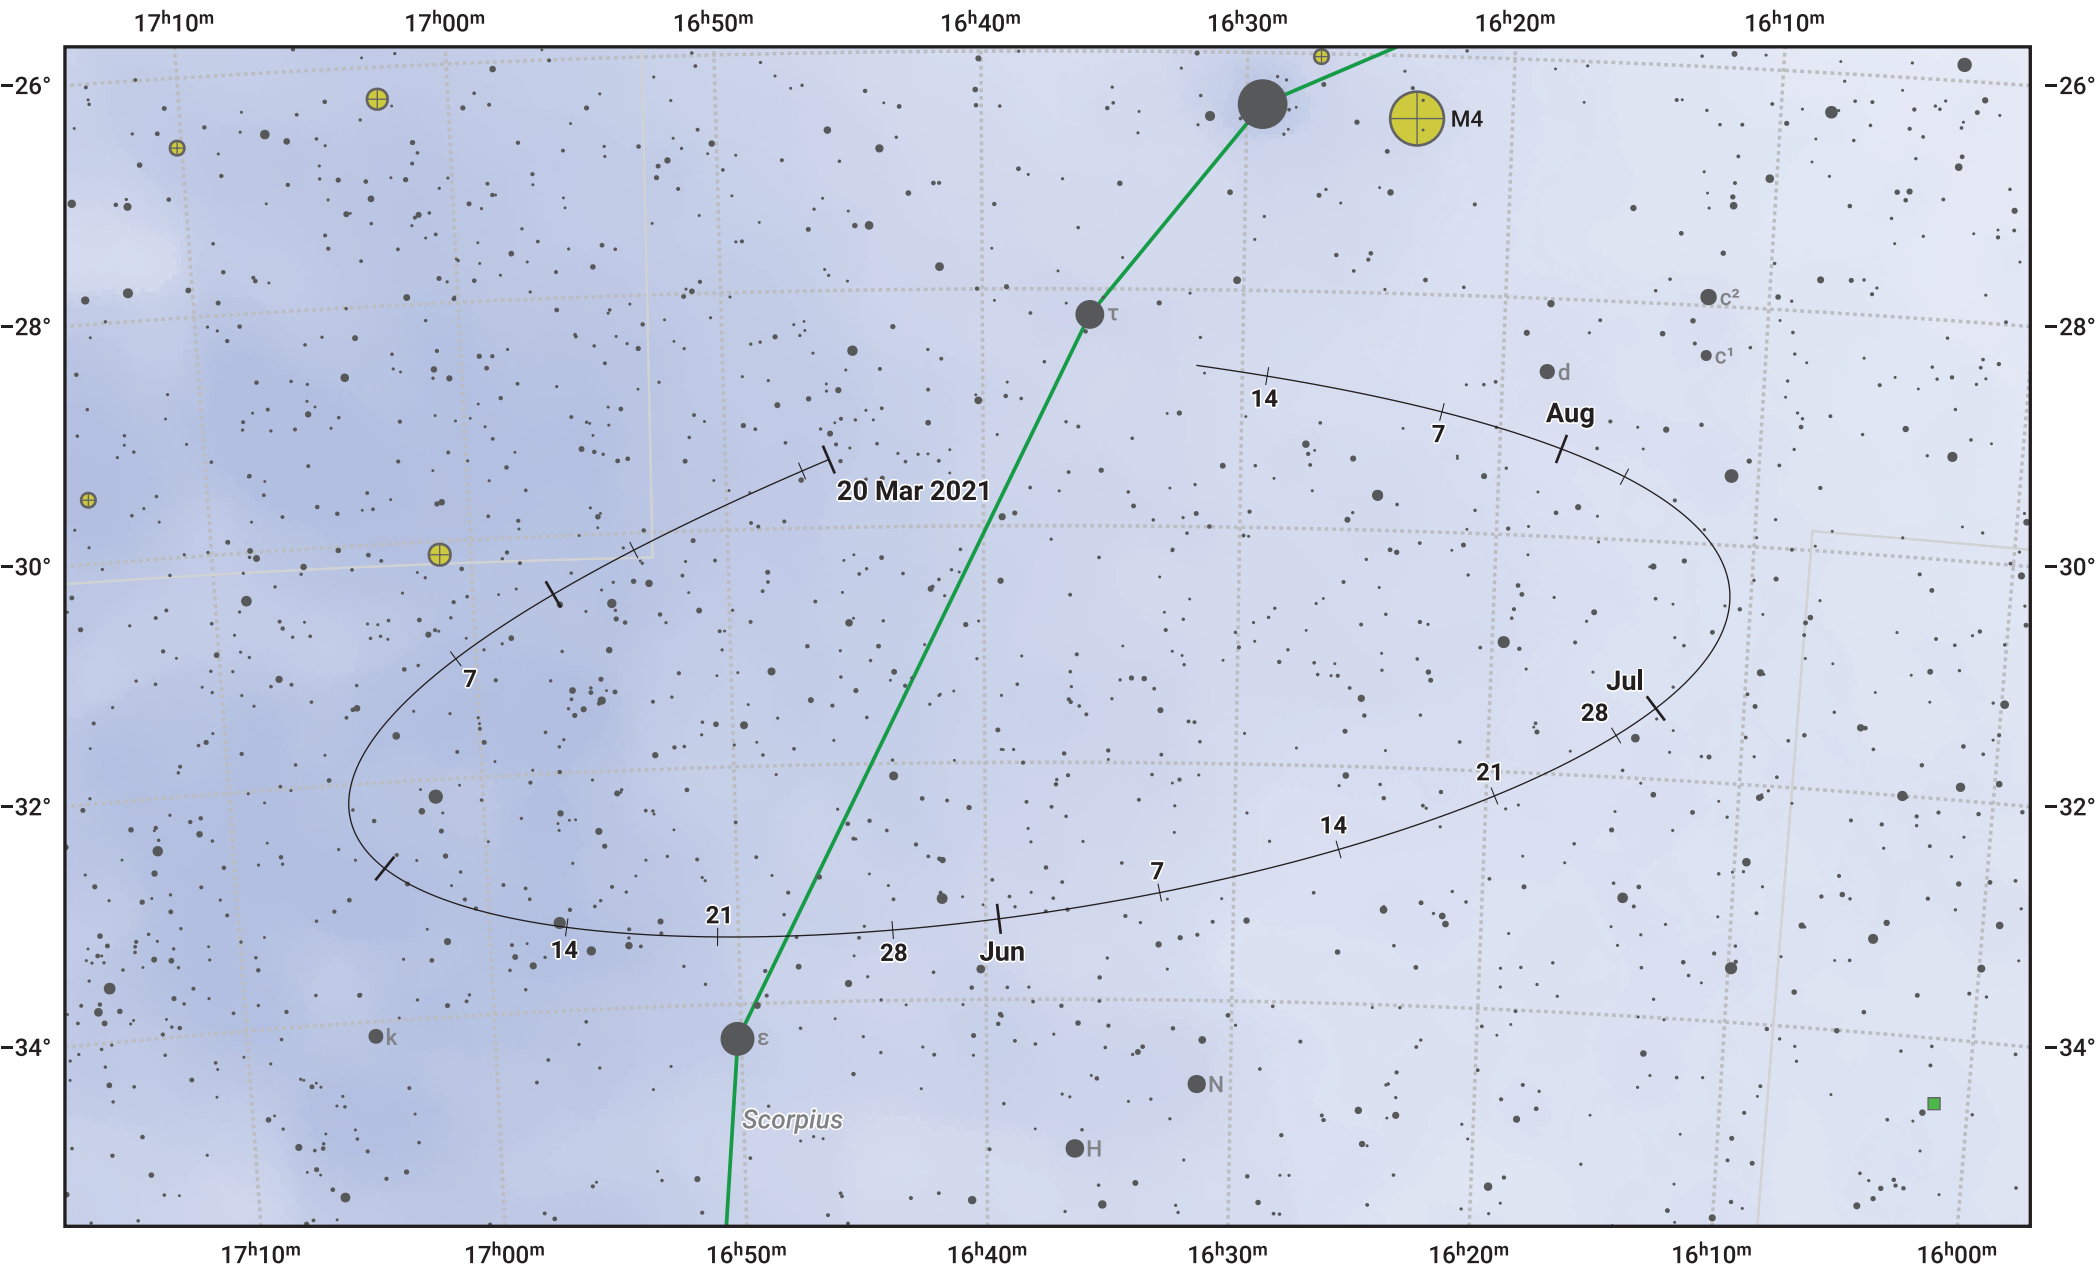 17ʰ10ᵐ 17ʰ00ᵐ 16ʰ50ᵐ 16ʰ40ᵐ 16ʰ30ᵐ 16ʰ20ᵐ 16ʰ10ᵐ
−26° −26°
M4
c²
τ
−28° −28°
c¹
d
14
Aug
7
20 Mar 2021
−30° −30°
7
Jul
28
21
−32° −32°
14
7
21
14 28 Jun
k ε
−34° −34°
N
Scorpius
H
17ʰ10ᵐ 17ʰ00ᵐ 16ʰ50ᵐ 16ʰ40ᵐ 16ʰ30ᵐ 16ʰ20ᵐ 16ʰ10ᵐ 16ʰ00ᵐ